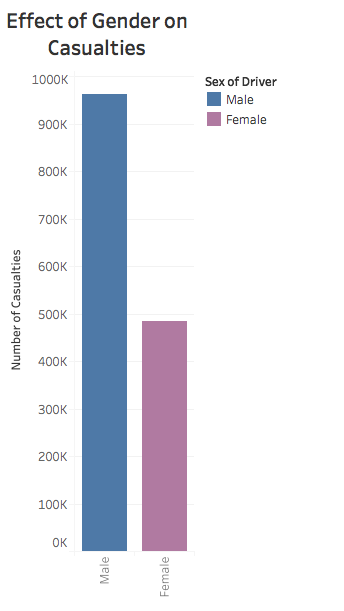 Effect of Gender on
Casualties
Sex of Driver
Male
Female
Number of Casualties
1000K
900K
800K
700K
600K
500K
400K
300K
200K
100K
0K
Male
Female